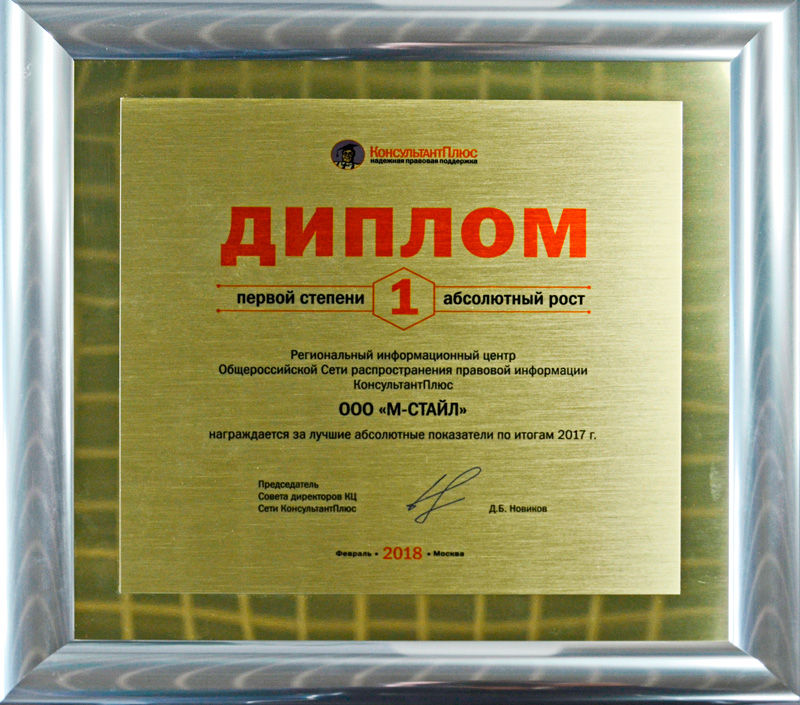 КонсультантПлюс
надежная правовая поддержка
ДИПЛОМ
первой степени 1 абсолютный рост
Региональный информационный центр
Общероссийской Сети распространения правовой информации
КонсультантПлюс
ООО «М-СТАЙЛ»
награждается за лучшие абсолютные показатели по итогам 2017 г.
Председатель
Совета директоров КЦ
Сети КонсультантПлюс
Д.Б. Новиков
Февраль • 2018 • Москва